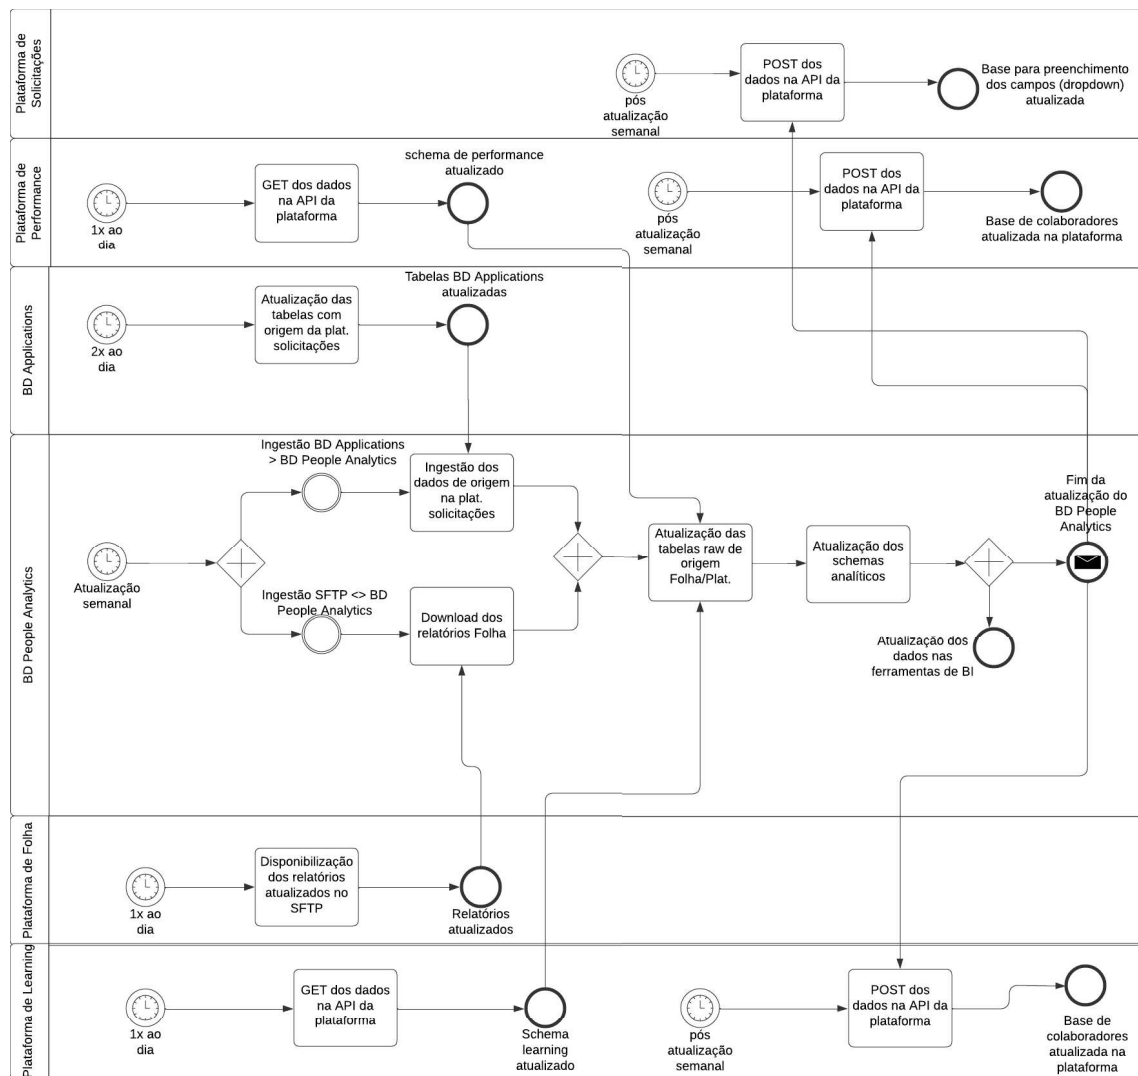 Plataforma de
Solicitações
pós
atualização
semanal
POST dos
dados na API da
plataforma
Base para preenchimento
dos campos (dropdown)
atualizada
Plataforma de
Performance
1x ao
dia
GET dos dados
na API da
plataforma
schema de performance
atualizado
pós
atualização
semanal
POST dos
dados na API da
plataforma
Base de colaboradores
atualizada na plataforma
BD Applications
2x ao
dia
Atualização das
tabelas com
origem da plat.
solicitações
Tabelas BD Applications
atualizadas
BD People Analytics
Atualização
semanal
Ingestão BD Applications
> BD People Analytics
Ingestão dos
dados de origem
na plat.
solicitações
Ingestão SFTP <> BD
People Analytics
Download dos
relatórios Folha
Atualização das
tabelas raw de
origem
Folha/Plat.
Atualização dos
schemas
analíticos
Fim da
atualização do
BD People
Analytics
Atualização dos
dados nas
ferramentas de BI
Plataforma de Folha
1x ao
dia
Disponibilização
dos relatórios
atualizados no
SFTP
Relatórios
atualizados
Plataforma de Learning
1x ao
dia
GET dos dados
na API da
plataforma
Schema
learning
atualizado
pós
atualização
semanal
POST dos
dados na API da
plataforma
Base de
colaboradores
atualizada na
plataforma